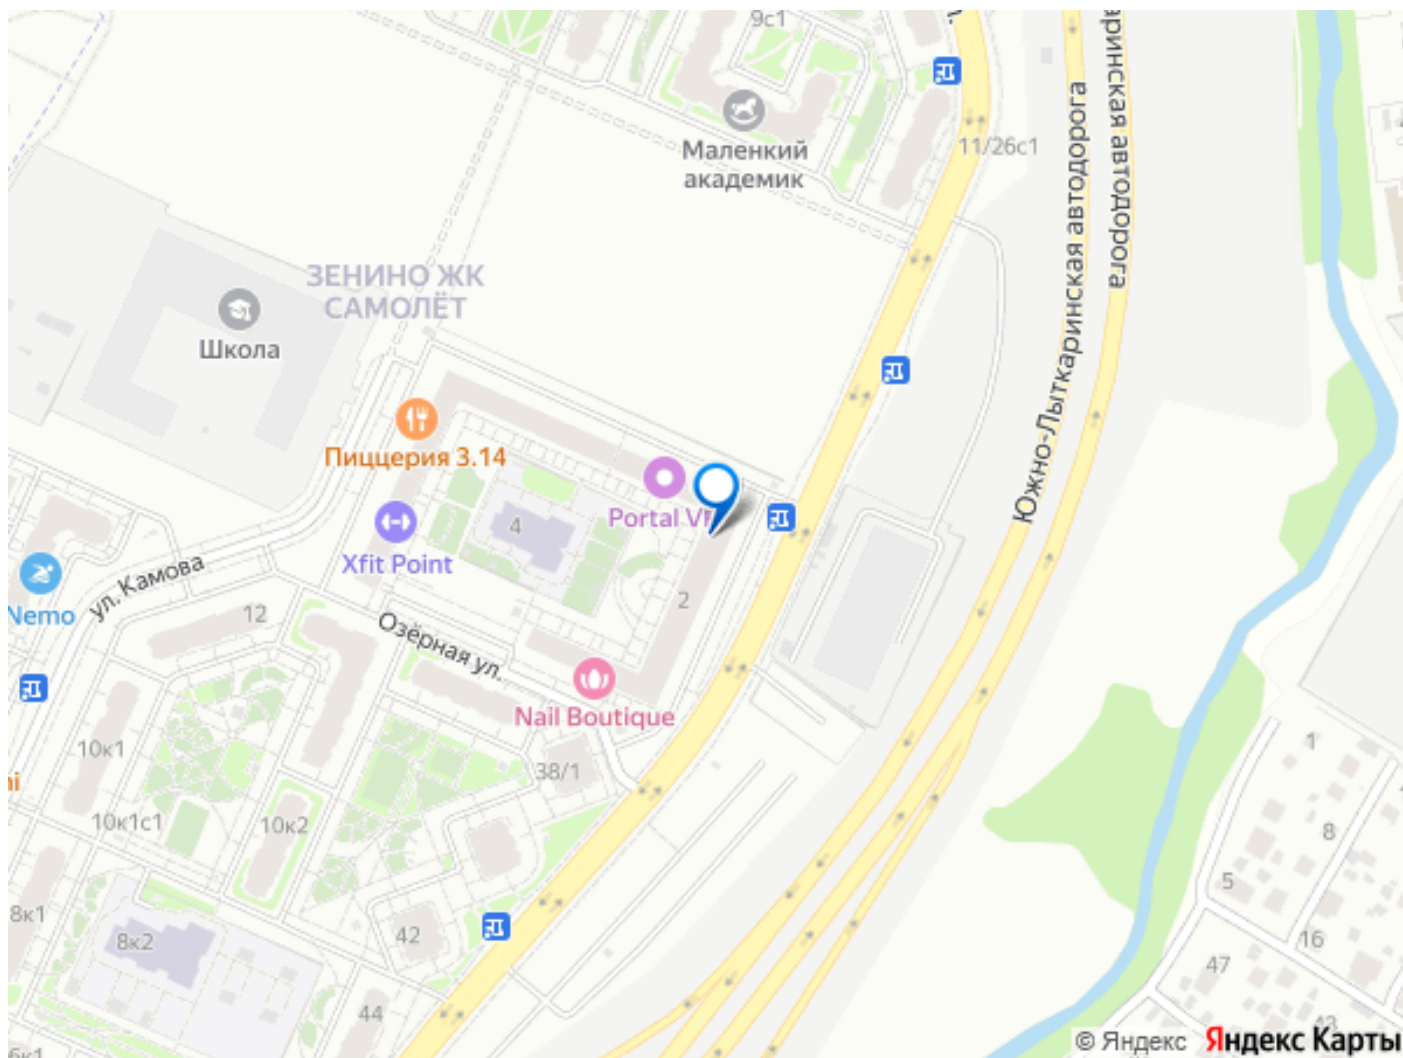 9с1
Маленкий
академик
11/26с1
Южно-Лыткаринская автодорога
аринская автодорога
ЗЕНИНО ЖК
САМОЛЁТ
Школа
Пиццерия 3.14
Portal V
4
Xfit Point
Nemo
ул. Камова
12
2
Озёрная ул.
Nail Boutique
10к1
38/1
1
10к1с1
10к2
8
5
8к1
8к2
42
16
47
44
6к1
© Яндекс
Яндекс Карты